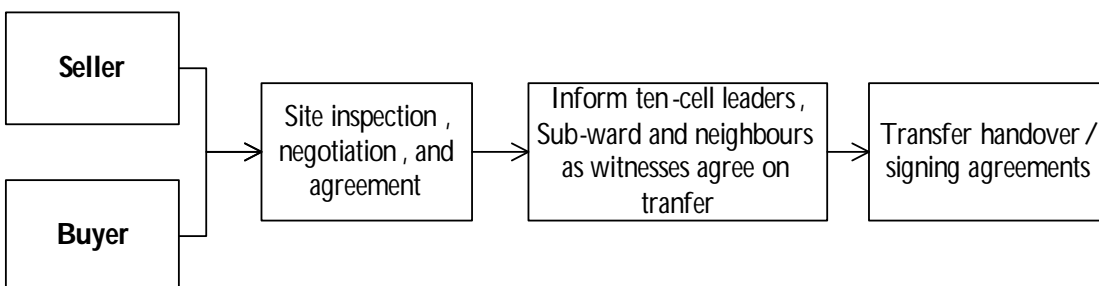 Seller
Buyer
Site inspection ,
negotiation , and
agreement
Inform ten-cell leaders ,
Sub-ward and neighbours
as witnesses agree on
tranfer
Transfer handover /
signing agreements